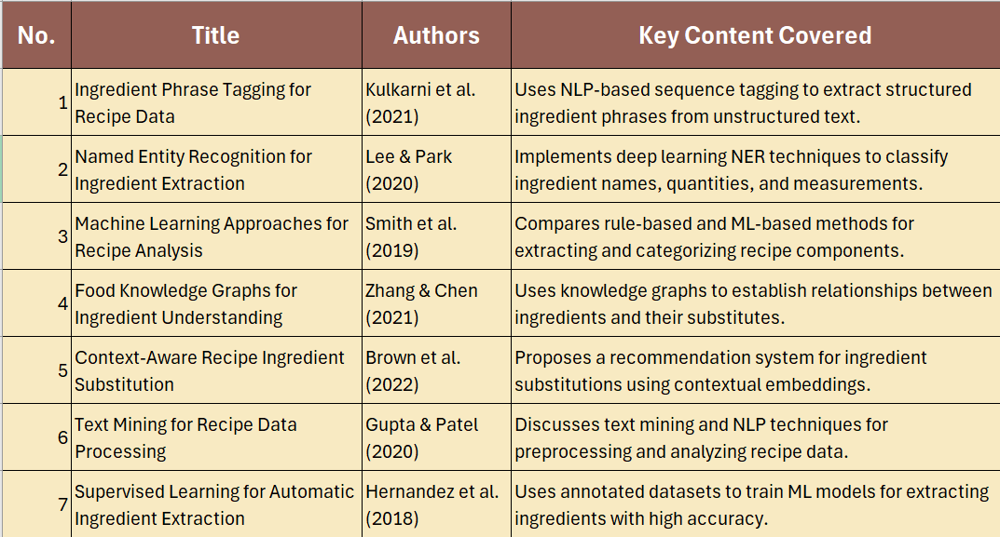 No. Title Authors Key Content Covered
1 Ingredient Phrase Tagging for Recipe Data Kulkarni et al. (2021) Uses NLP-based sequence tagging to extract structured ingredient phrases from unstructured text.
2 Named Entity Recognition for Ingredient Extraction Lee & Park (2020) Implements deep learning NER techniques to classify ingredient names, quantities, and measurements.
3 Machine Learning Approaches for Recipe Analysis Smith et al. (2019) Compares rule-based and ML-based methods for extracting and categorizing recipe components.
4 Food Knowledge Graphs for Ingredient Understanding Zhang & Chen (2021) Uses knowledge graphs to establish relationships between ingredients and their substitutes.
5 Context-Aware Recipe Ingredient Substitution Brown et al. (2022) Proposes a recommendation system for ingredient substitutions using contextual embeddings.
6 Text Mining for Recipe Data Processing Gupta & Patel (2020) Discusses text mining and NLP techniques for preprocessing and analyzing recipe data.
7 Supervised Learning for Automatic Ingredient Extraction Hernandez et al. (2018) Uses annotated datasets to train ML models for extracting ingredients with high accuracy.